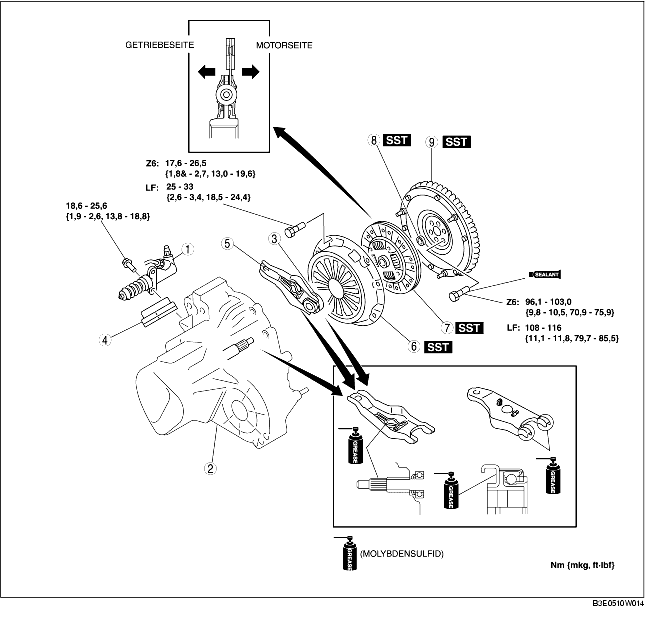 GETRIEBESEITE
MOTORSEITE
8 SST
9 SST
Z6: 17,6 - 26,5
{1,8& - 2,7, 13,0 - 19,6}
LF: 25 - 33
{2,6 - 3,4, 18,5 - 24,4}
18,6 - 25,6
{1,9 - 2,6, 13,8 - 18,8}
1
5
3
SEALANT
Z6: 96,1 - 103,0
{9,8 - 10,5, 70,9 - 75,9}
LF: 108 - 116
{11,1 - 11,8, 79,7 - 85,5}
7 SST
4
6 SST
2
GREASE
GREASE
GREASE
GREASE
(MOLYBDENSULFID)
Nm {mkg, ft·lbf}
B3E0510W014